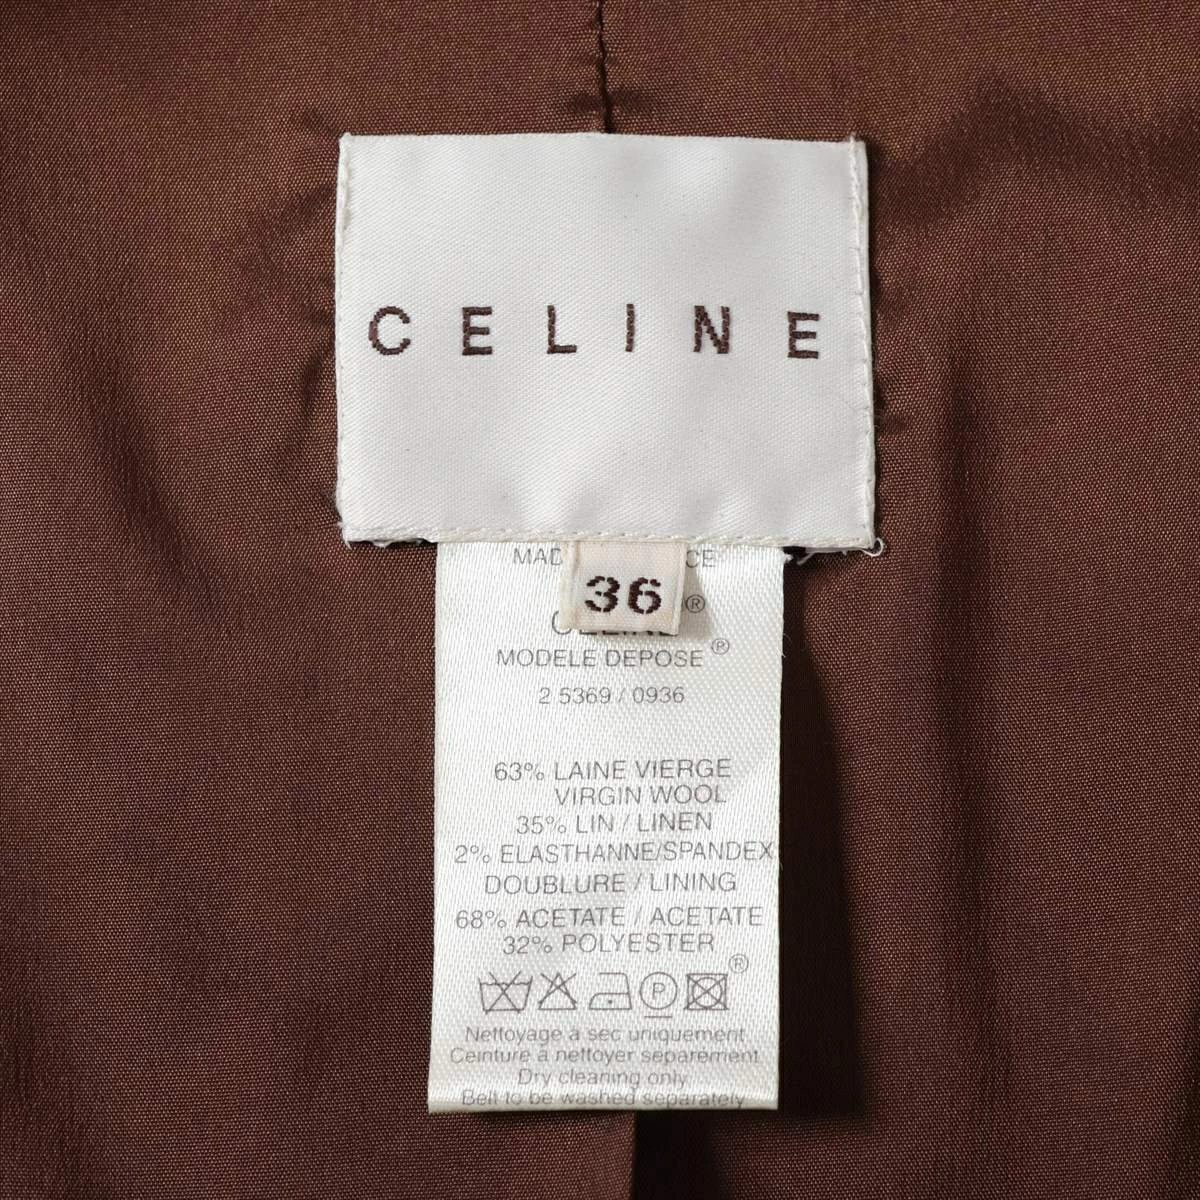 CELINE
36
®
MODELE DEPOSE ®
2 5369 / 0936
63% LAINE VIERGE
VIRGIN WOOL
35% LIN / LINEN
2% ELASTHANNE/SPANDEX
DOUBLURE / LINING
68% ACETATE / ACETATE
32% POLYESTER
P ®
Nettoyage a sec uniquement
Ceinture a nettoyer separement
Dry cleaning only
Belt to be washed separately